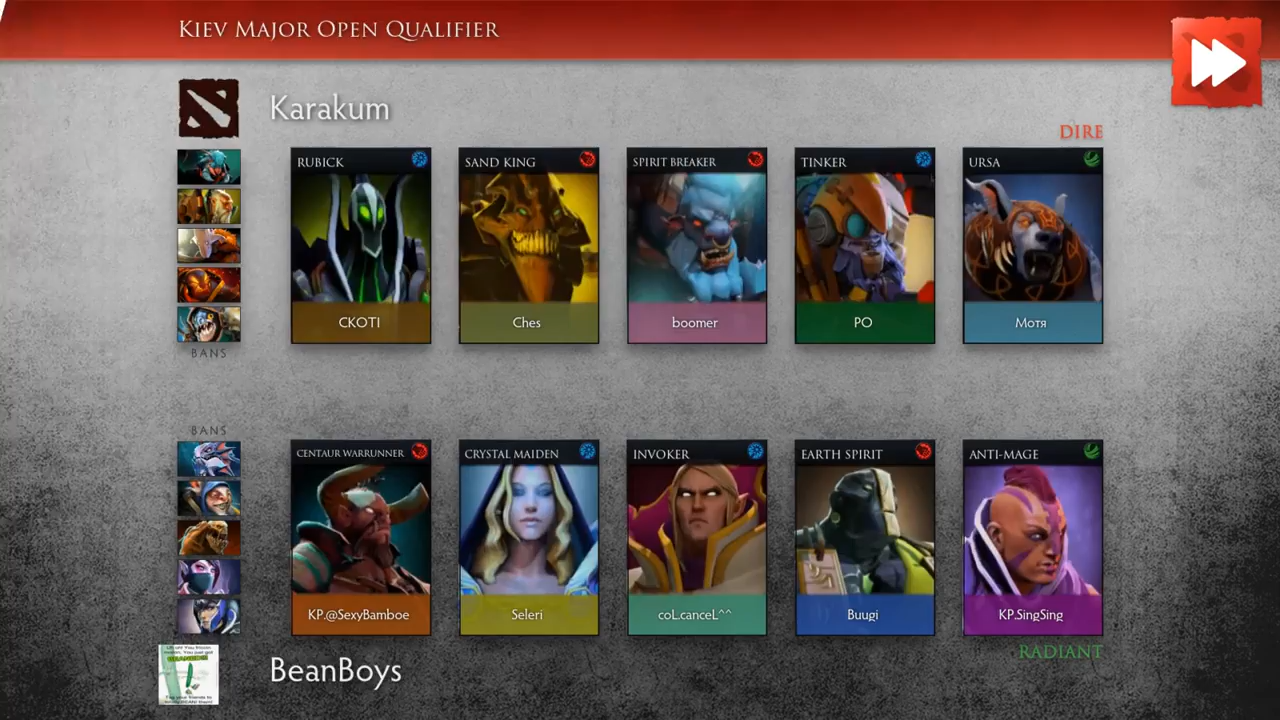 Kiev Major Open Qualifier
Karakum
DIRE
RUBICK
SAND KING
SPIRIT BREAKER
TINKER
URSA
CKOTI
Ches
boomer
PO
Мотя
BANS
BANS
CENTAUR WARRUNNER
CRYSTAL MAIDEN
INVOKER
EARTH SPIRIT
ANTI-MAGE
KP.@SexyBamboe
Seleri
coL.canceL^^
Buugi
KP.SingSing
RADIANT
BeanBoys